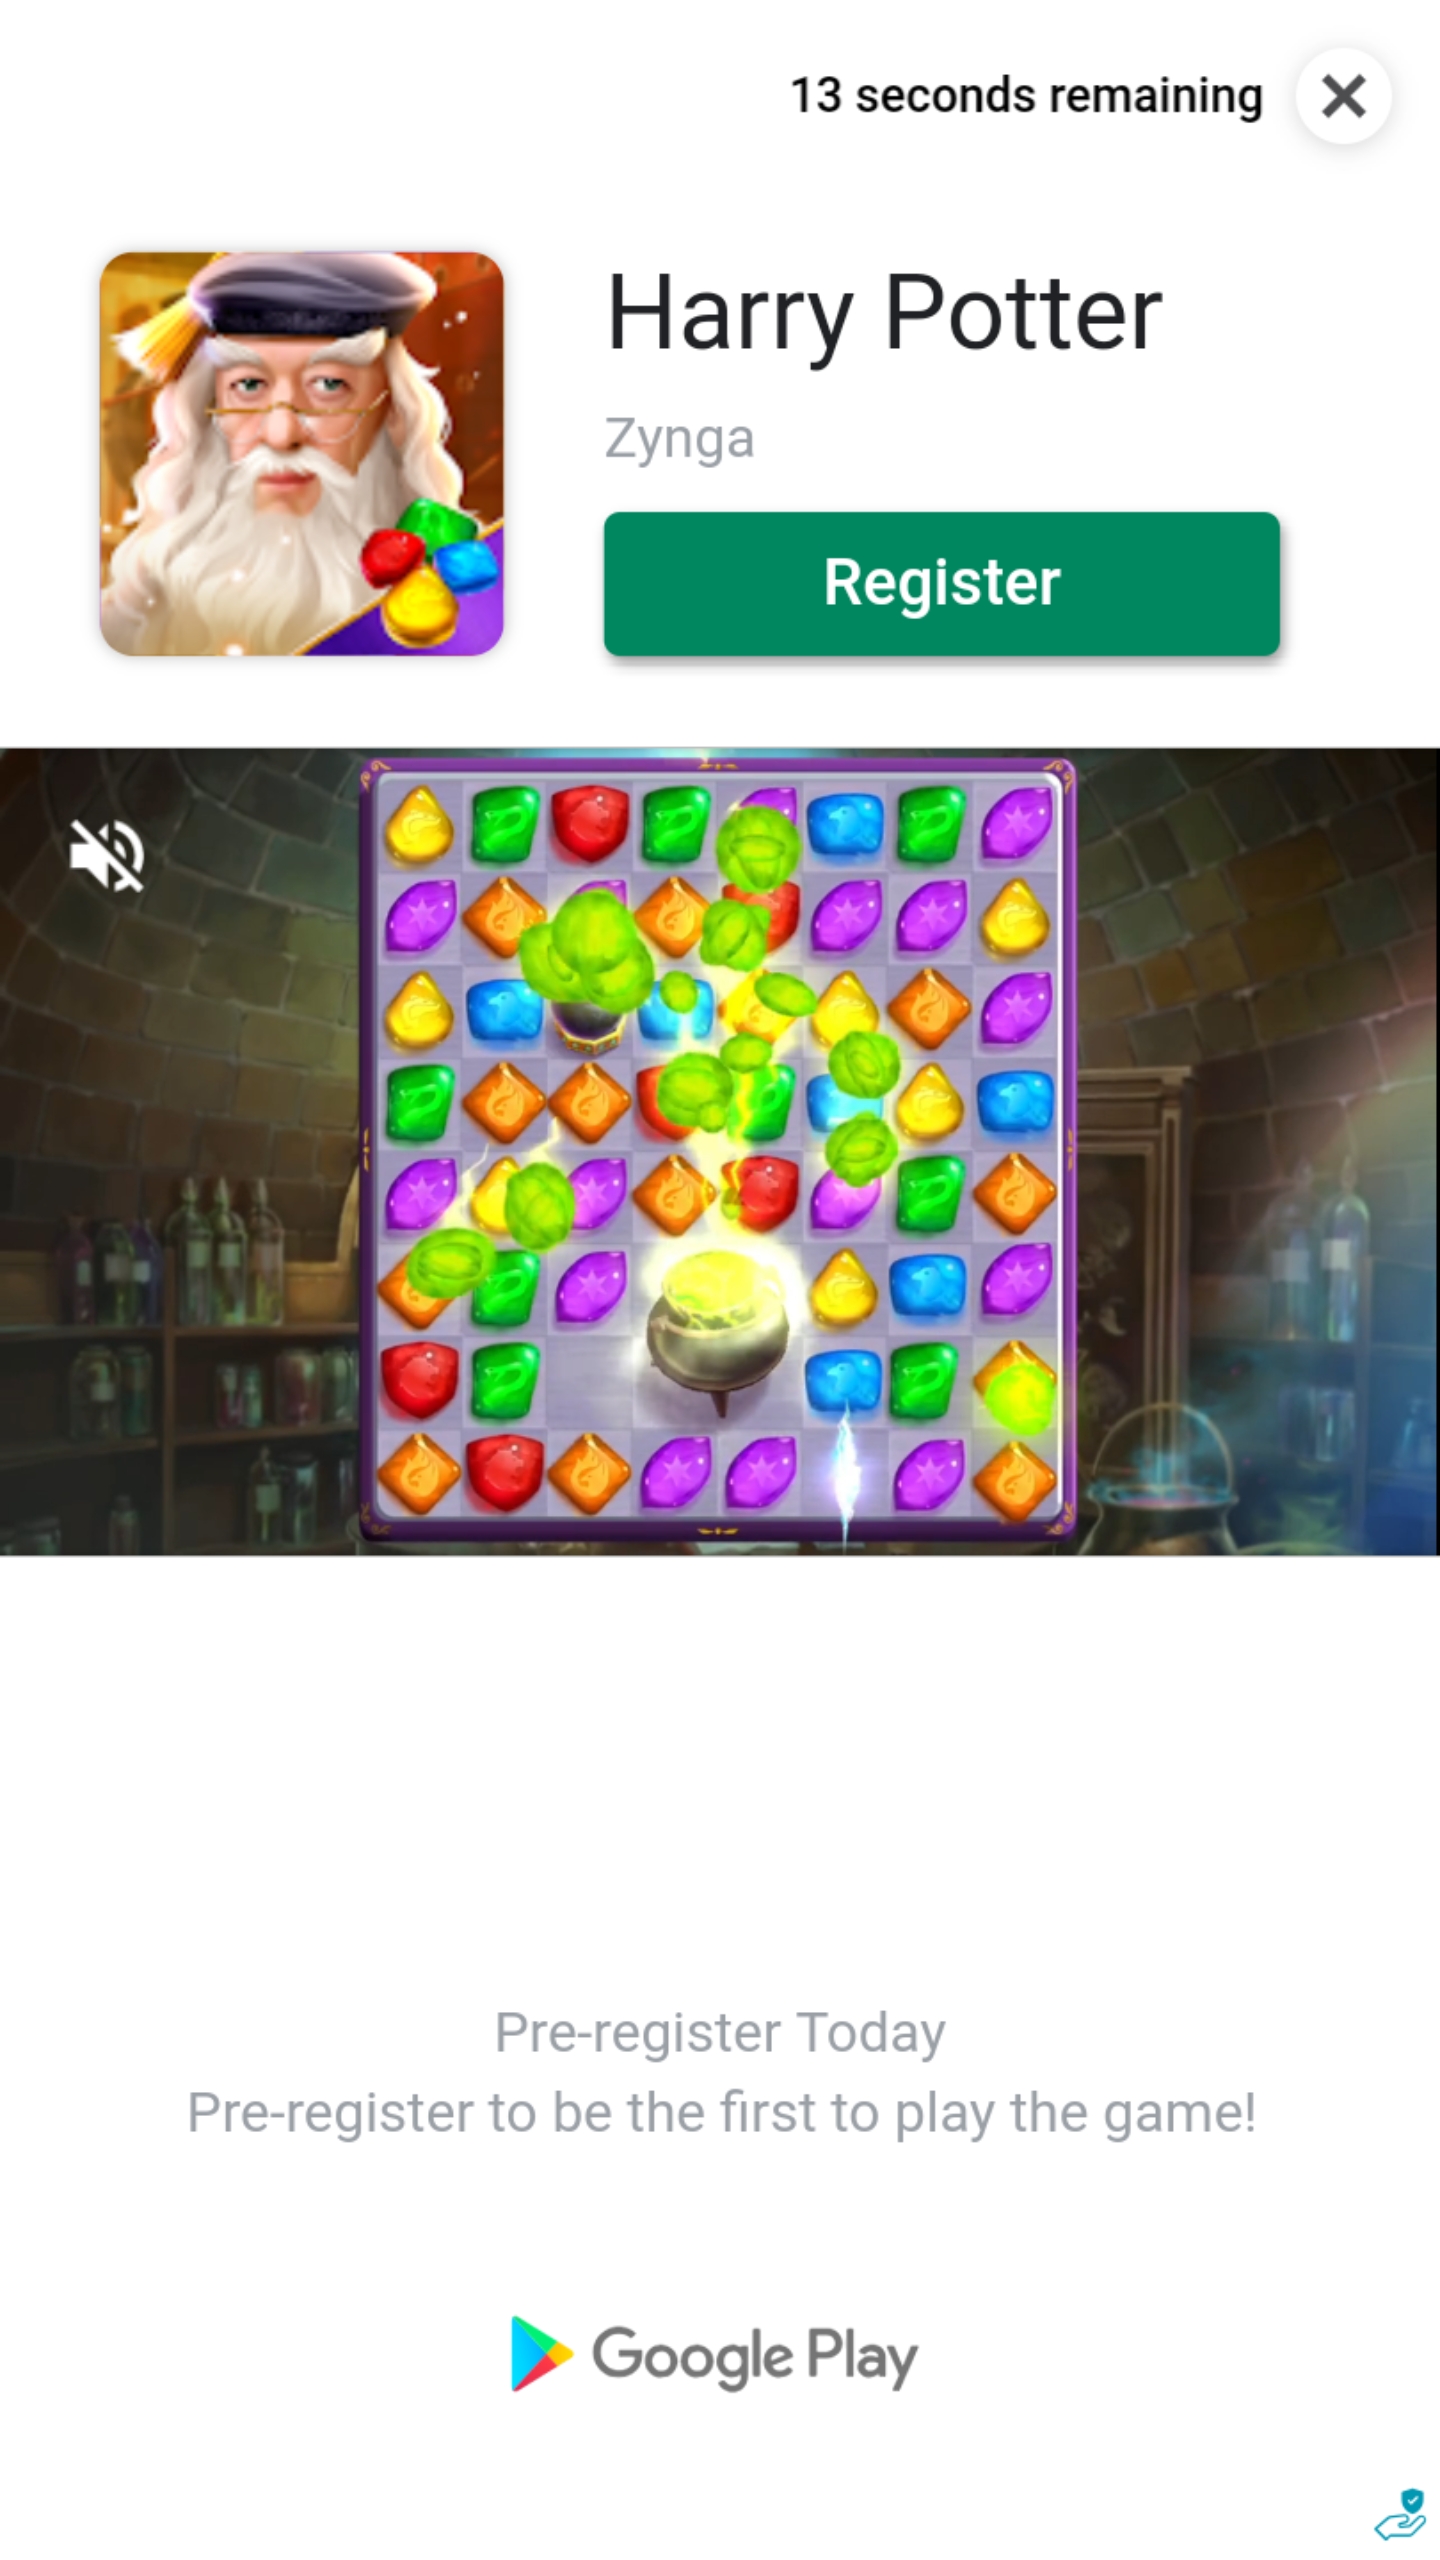 13 seconds remaining
Harry Potter
Zynga
Register
Pre-register Today
Pre-register to be the first to play the game!
Google Play